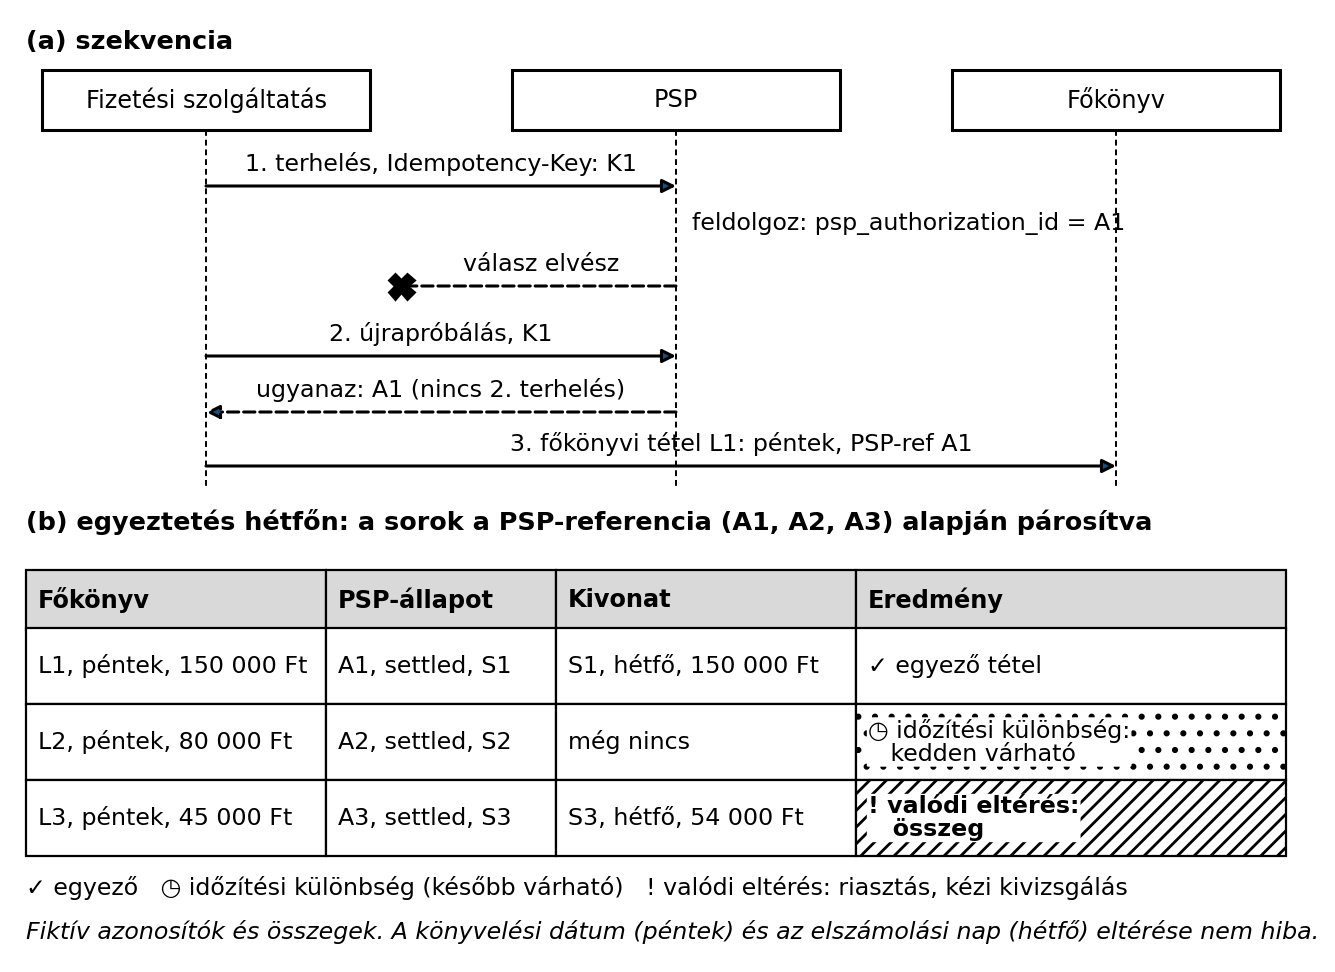 (a) szekvencia
Fizetési szolgáltatás
PSP
Főkönyv
1. terhelés, Idempotency-Key: K1
feldolgoz: psp_authorization_id = A1
válasz elvész
2. újrapróbálás, K1
ugyanaz: A1 (nincs 2. terhelés)
3. főkönyvi tétel L1: péntek, PSP-ref A1
(b) egyeztetés hétfőn: a sorok a PSP-referencia (A1, A2, A3) alapján párosítva
Főkönyv PSP-állapot Kivonat Eredmény
L1, péntek, 150 000 Ft A1, settled, S1 S1, hétfő, 150 000 Ft ✓ egyező tétel
L2, péntek, 80 000 Ft A2, settled, S2 még nincs ◷ időzítési különbség:
kedden várható
L3, péntek, 45 000 Ft A3, settled, S3 S3, hétfő, 54 000 Ft ! valódi eltérés:
összeg
✓ egyező ◷ időzítési különbség (később várható) ! valódi eltérés: riasztás, kézi kivizsgálás
Fiktív azonosítók és összegek. A könyvelési dátum (péntek) és az elszámolási nap (hétfő) eltérése nem hiba.